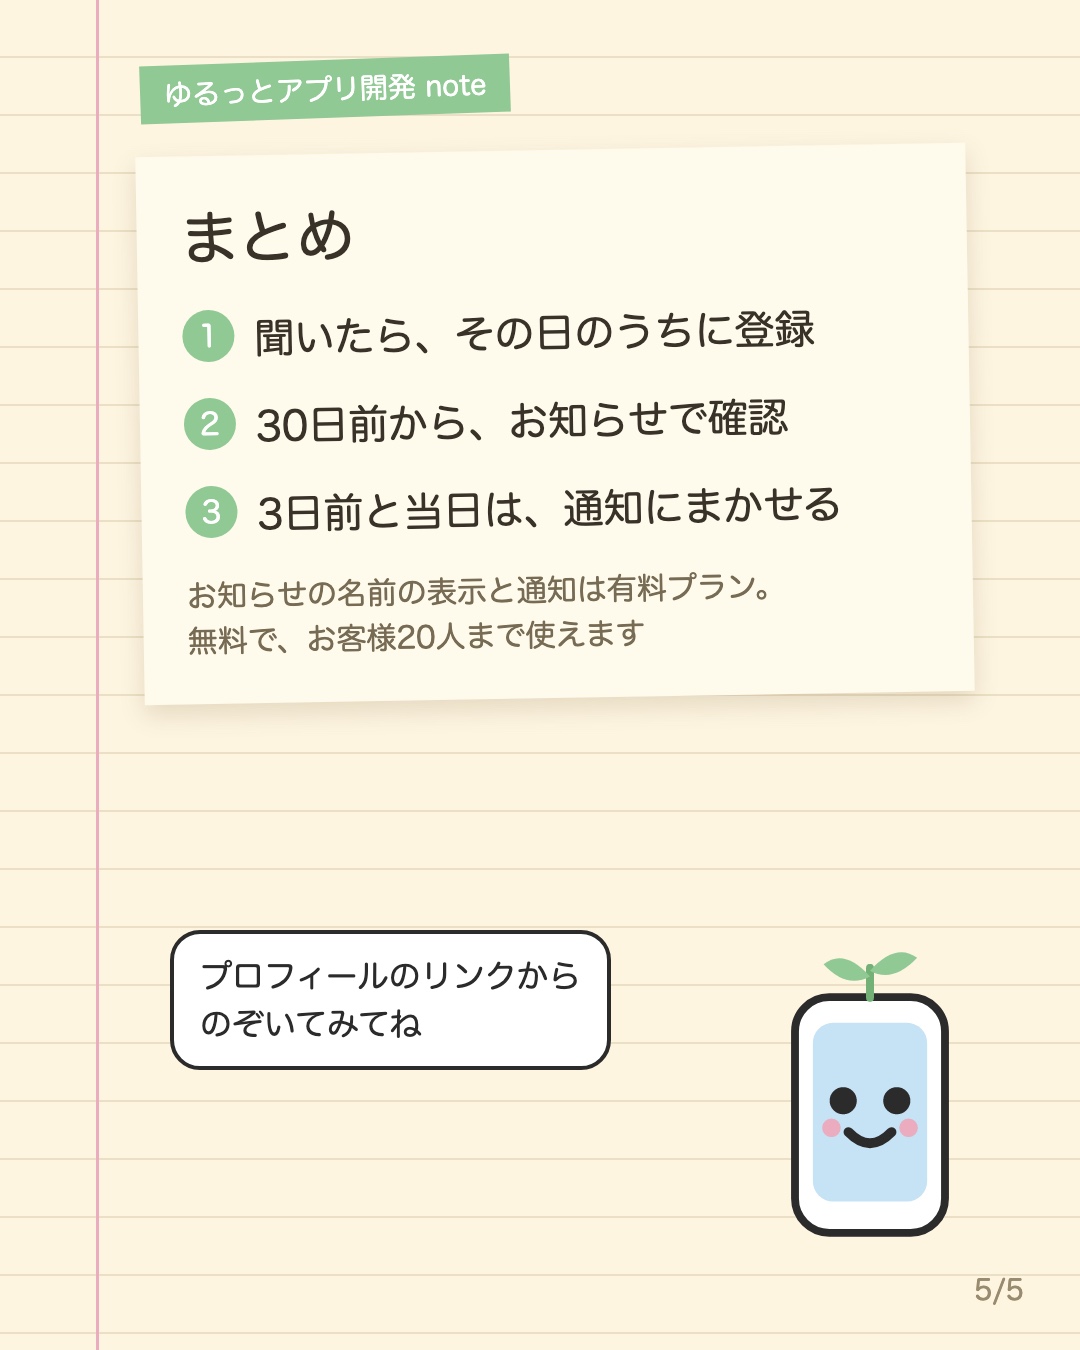 ゆるっとアプリ開発 note
まとめ
1 聞いたら、その日のうちに登録
2 30日前から、お知らせで確認
3 3日前と当日は、通知にまかせる
お知らせの名前の表示と通知は有料プラン。
無料で、お客様20人まで使えます
プロフィールのリンクから
のぞいてみてね
5/5